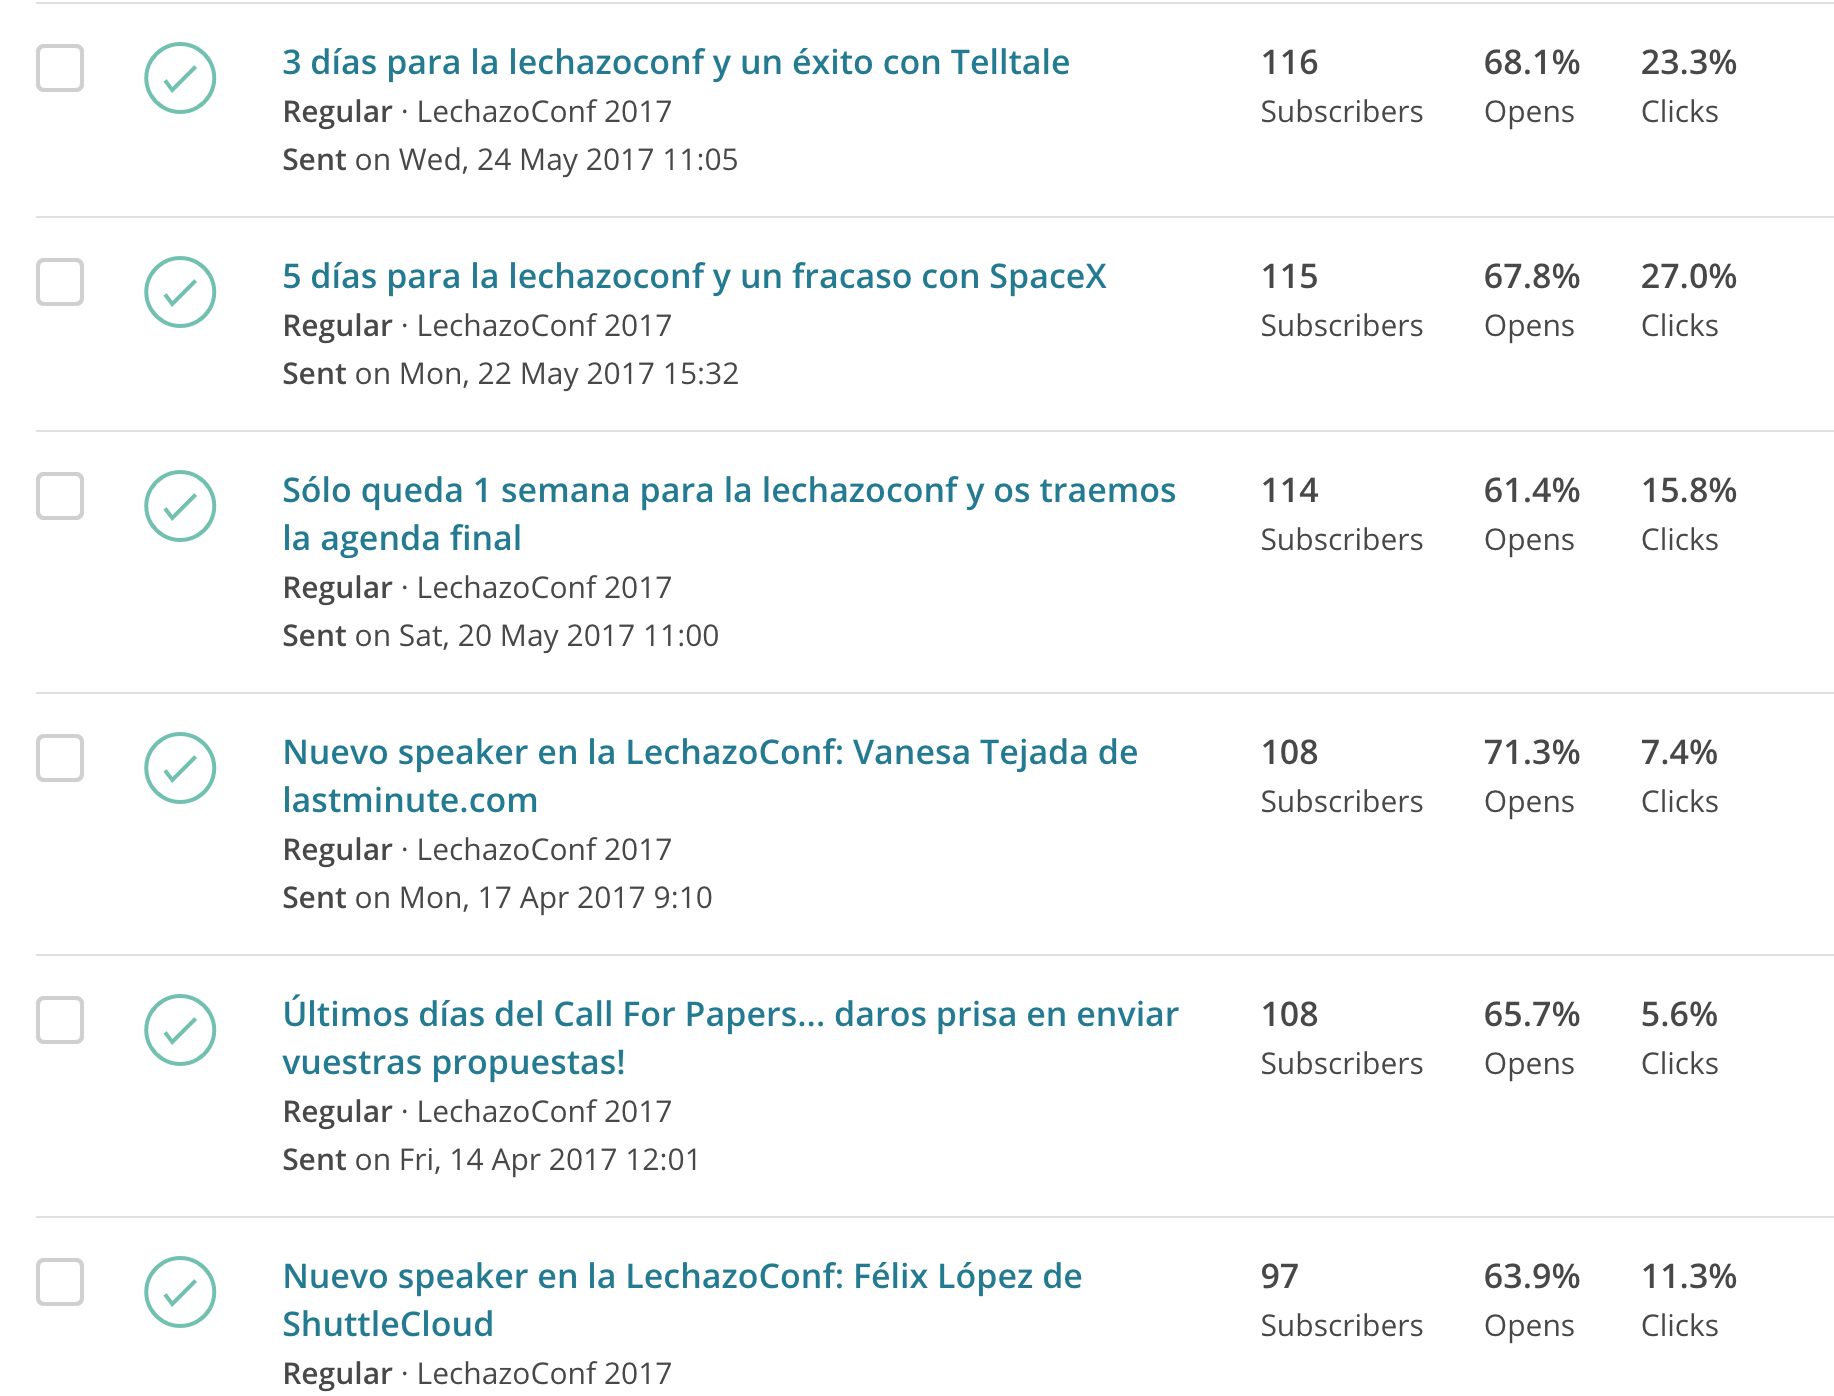 3 días para la lechazoconf y un éxito con Telltale
Regular · LechazoConf 2017
Sent on Wed, 24 May 2017 11:05
116 68.1% 23.3%
Subscribers Opens Clicks
5 días para la lechazoconf y un fracaso con SpaceX
Regular · LechazoConf 2017
Sent on Mon, 22 May 2017 15:32
115 67.8% 27.0%
Subscribers Opens Clicks
Sólo queda 1 semana para la lechazoconf y os traemos
la agenda final
Regular · LechazoConf 2017
Sent on Sat, 20 May 2017 11:00
114 61.4% 15.8%
Subscribers Opens Clicks
Nuevo speaker en la LechazoConf: Vanesa Tejada de
lastminute.com
Regular · LechazoConf 2017
Sent on Mon, 17 Apr 2017 9:10
108 71.3% 7.4%
Subscribers Opens Clicks
Últimos días del Call For Papers... daros prisa en enviar
vuestras propuestas!
Regular · LechazoConf 2017
Sent on Fri, 14 Apr 2017 12:01
108 65.7% 5.6%
Subscribers Opens Clicks
Nuevo speaker en la LechazoConf: Félix López de
ShuttleCloud
Regular · LechazoConf 2017
97 63.9% 11.3%
Subscribers Opens Clicks